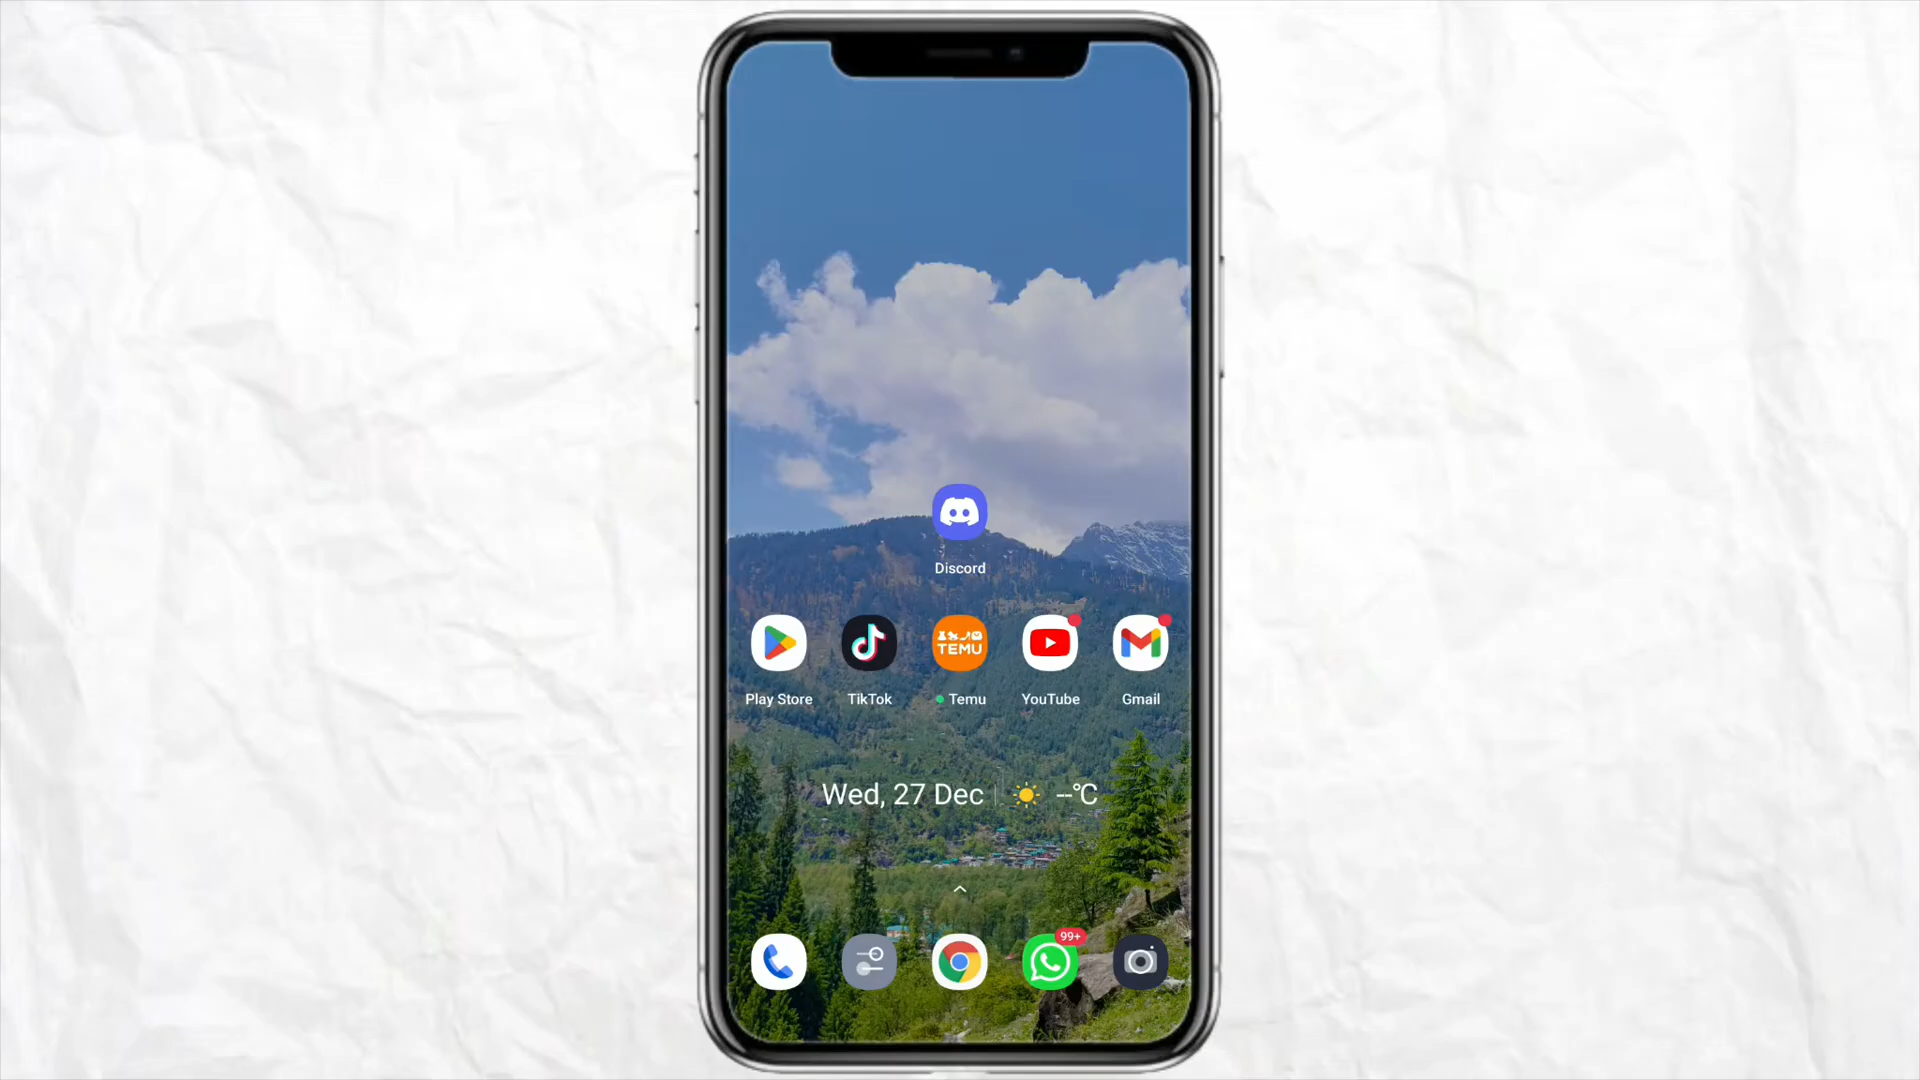 Discord
TEMU
Play Store
TikTok
Temu
YouTube
Gmail
Wed, 27 Dec
--°C
99+